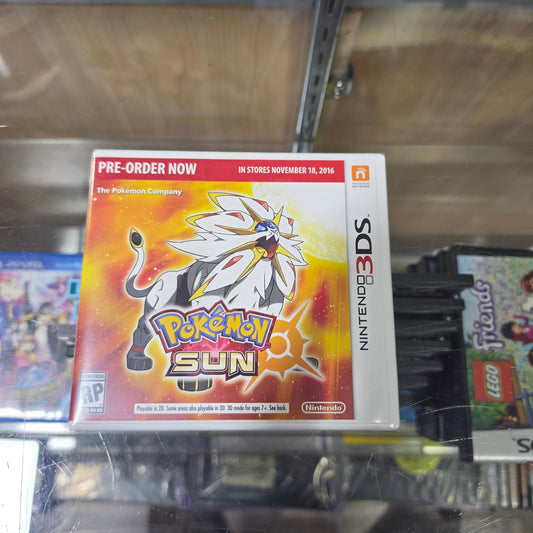 PRE-ORDER NOW
IN STORES NOVEMBER 18, 2016
The Pokémon Company
NINTENDO 3DS
POKéMON
SUN
RP
Playable in 2D. Some areas also playable in 3D. 3D mode for ages 7+. See back.
Nintendo
Friends
LEGO